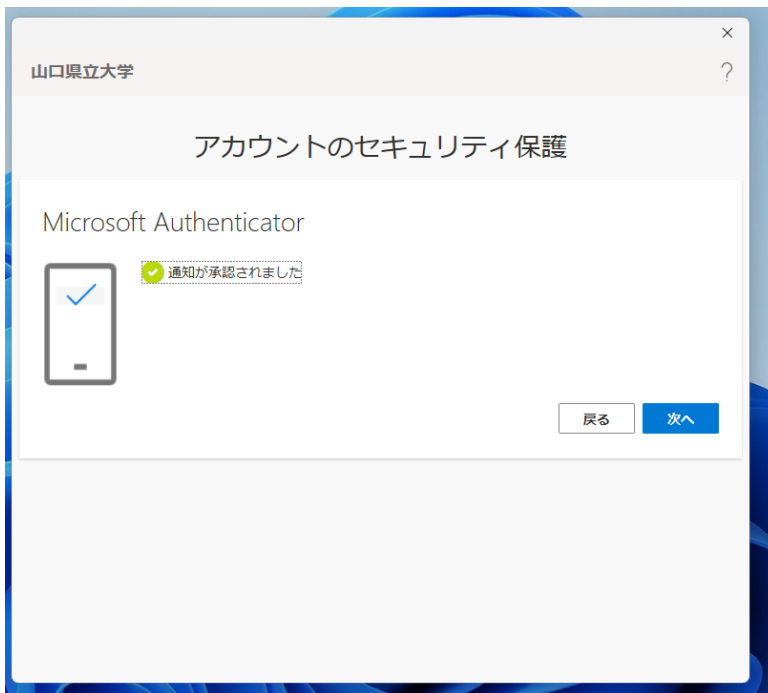 山口県立大学
アカウントのセキュリティ保護
Microsoft Authenticator
通知が承認されました
戻る
次へ